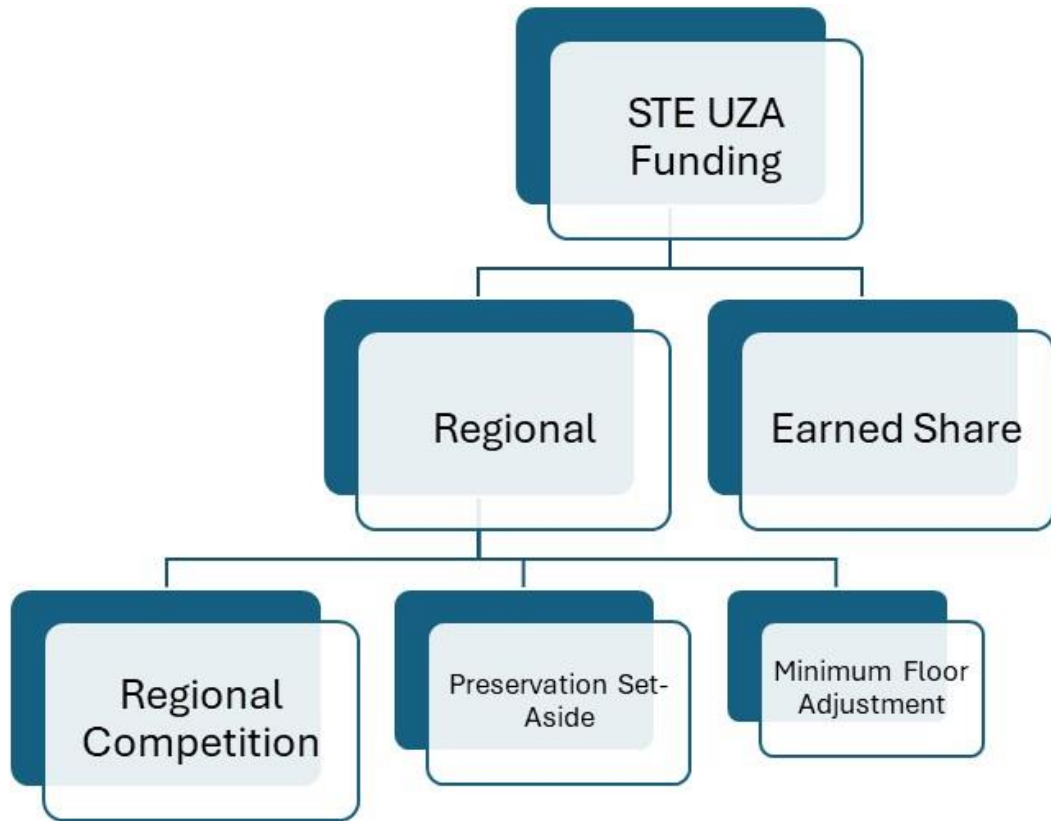 STE UZA
Funding
Regional
Earned Share
Regional
Competition
Preservation Set-
Aside
Minimum Floor
Adjustment